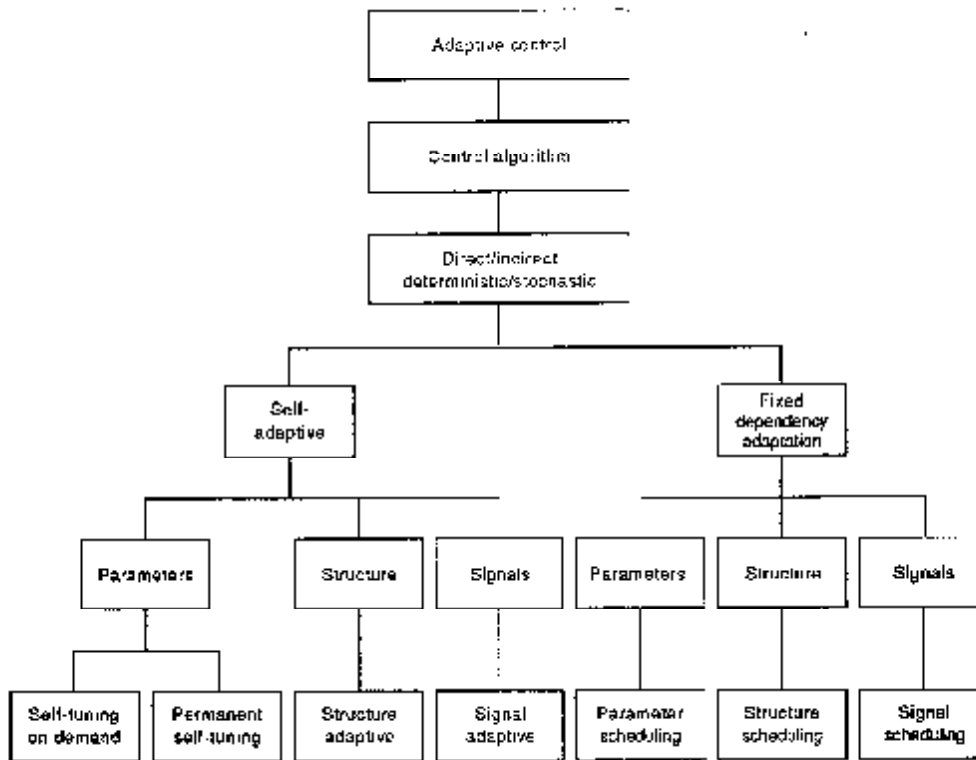 Adaptive control
Control algorithm
Direct/indirect
deterministic/stochastic
Self-
adaptive
Fixed
dependency
adaptation
Parameters
Structure
Signals
Parameters
Structure
Signals
Self-tuning
on demand
Permanent
self-tuning
Structure
adaptive
Signal
adaptive
Parameter
scheduling
Structure
scheduling
Signal
scheduling